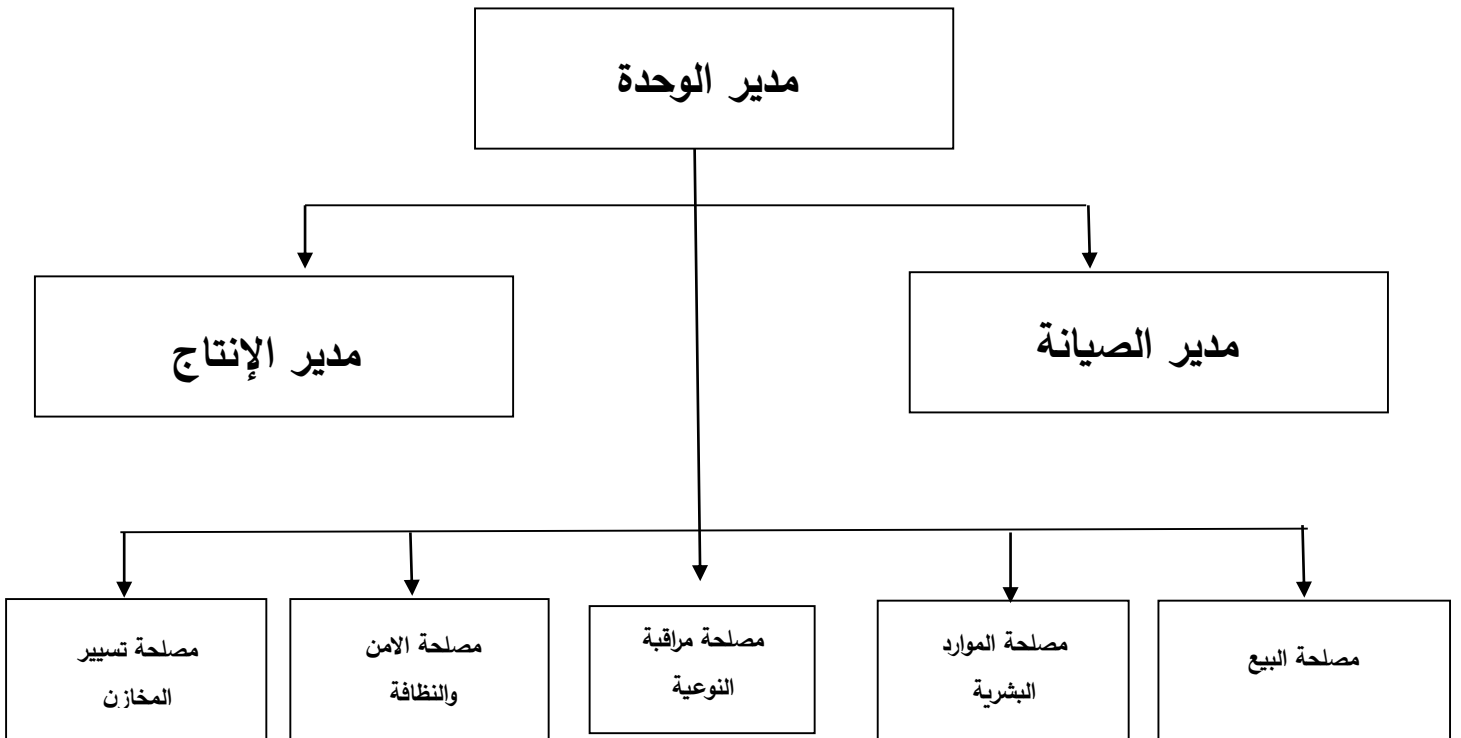 مدير الوحدة
مدير الصيانة
مدير الإنتاج
مصلحة البيع
مصلحة الموارد
البشرية
مصلحة مراقبة
النوعية
مصلحة الامن
والنظافة
مصلحة تسيير
المخازن